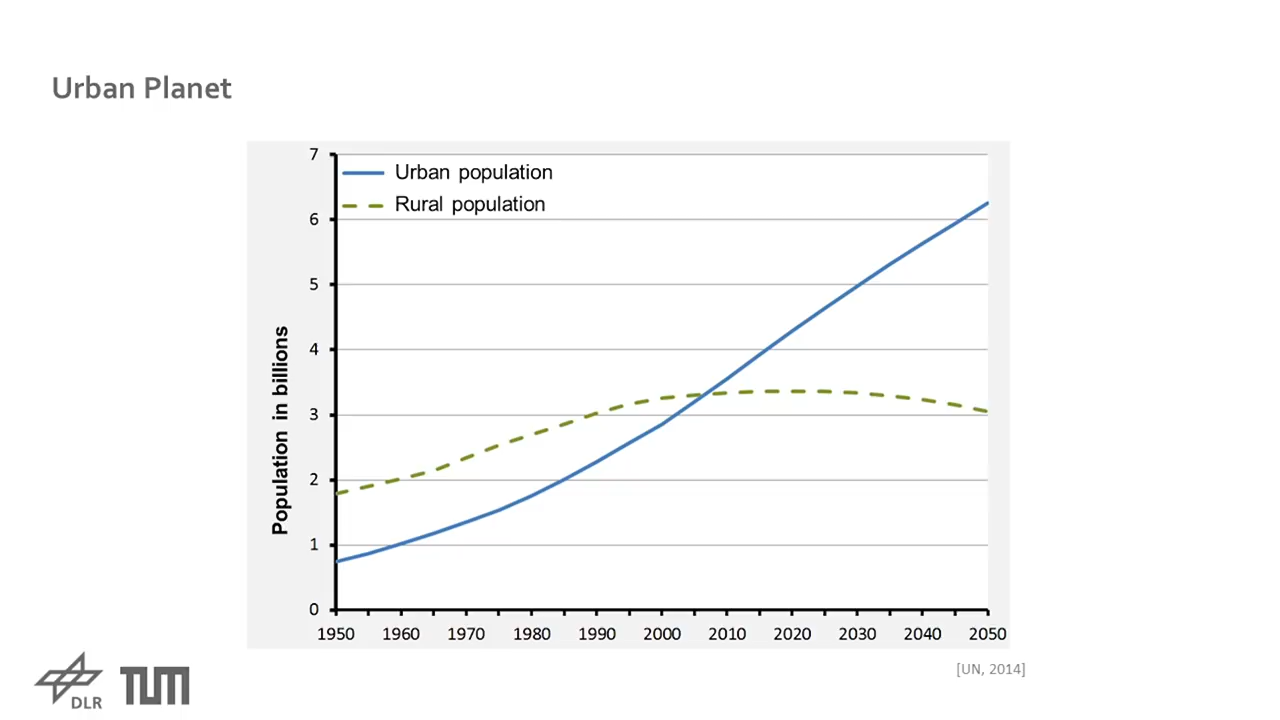 Urban Planet
Urban population
Rural population
Population in billions
7
6
5
4
3
2
1
0
1950 1960 1970 1980 1990 2000 2010 2020 2030 2040 2050
[UN, 2014]
DLR
TUM